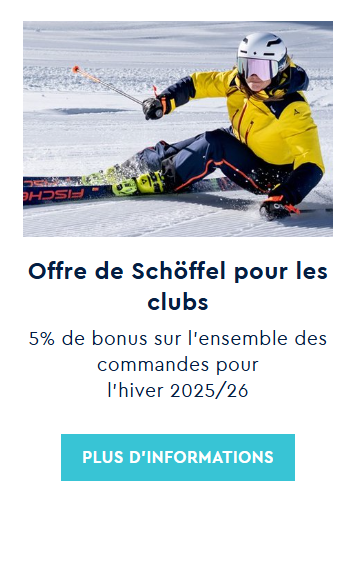 FISCHER
Offre de Schöffel pour les
clubs
5% de bonus sur l'ensemble des
commandes pour
l'hiver 2025/26
PLUS D'INFORMATIONS